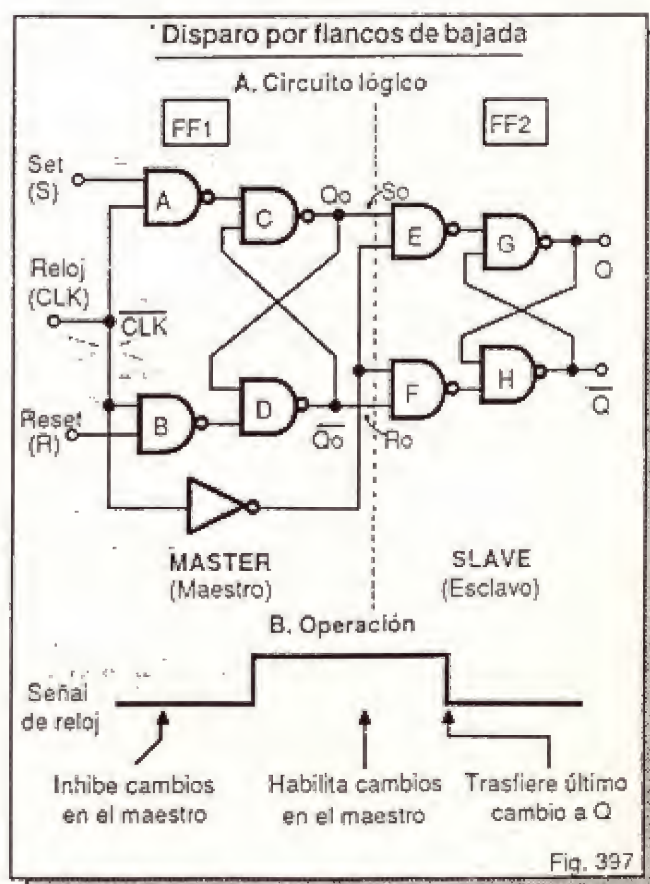 Disparo por flancos de bajada
A. Circuito lógico
FF1
FF2
Set
(S)
A
C
Qo
So
E
G
Q
Reloj
(CLK)
CLK
B
D
Qo
F
H
Q
Reset
(R)
Ro
MASTER
(Maestro)
SLAVE
(Esclavo)
B. Operación
Señal
de reloj
Inhibe cambios
en el maestro
Habilita cambios
en el maestro
Trasfiere último
cambio a Q
Fig. 397